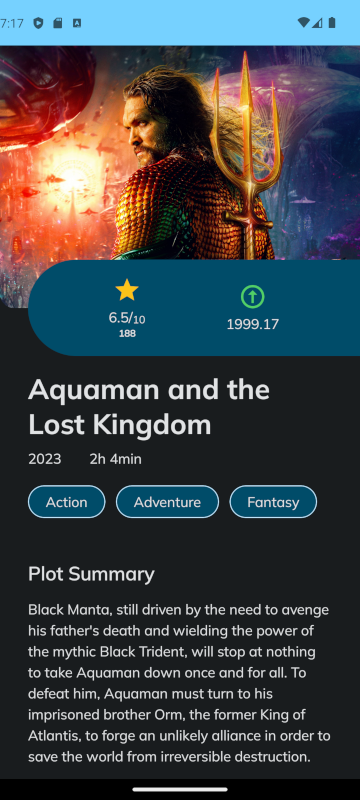 7:17
6.5/10
188
1999.17
Aquaman and the
Lost Kingdom
2023 2h 4min
Action Adventure Fantasy
Plot Summary
Black Manta, still driven by the need to avenge
his father's death and wielding the power of
the mythic Black Trident, will stop at nothing
to take Aquaman down once and for all. To
defeat him, Aquaman must turn to his
imprisoned brother Orm, the former King of
Atlantis, to forge an unlikely alliance in order to
save the world from irreversible destruction.